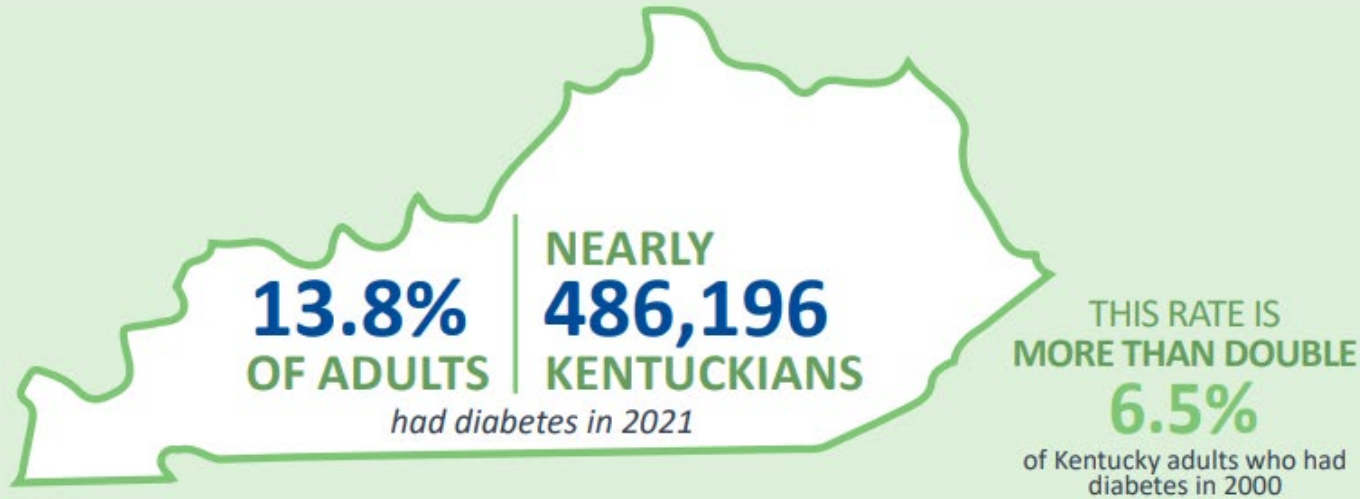 13.8%
OF ADULTS
NEARLY
486,196
KENTUCKIANS
had diabetes in 2021
THIS RATE IS
MORE THAN DOUBLE
6.5%
of Kentucky adults who had
diabetes in 2000